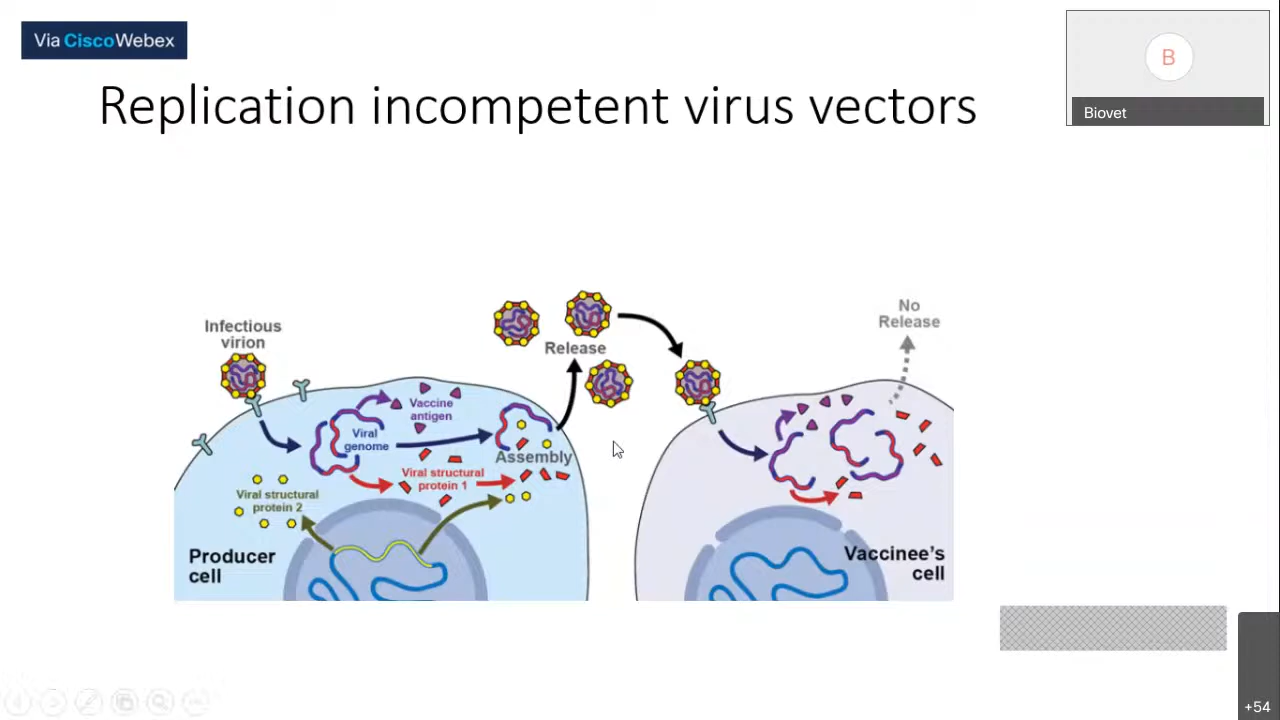 Via CiscoWebex
Replication incompetent virus vectors
B
Biovet
Infectious
virion
Release
No
Release
Vaccine
antigen
Viral
genome
Assembly
Viral structural
protein 1
Viral structural
protein 2
Producer
cell
Vaccinee's
cell
+54